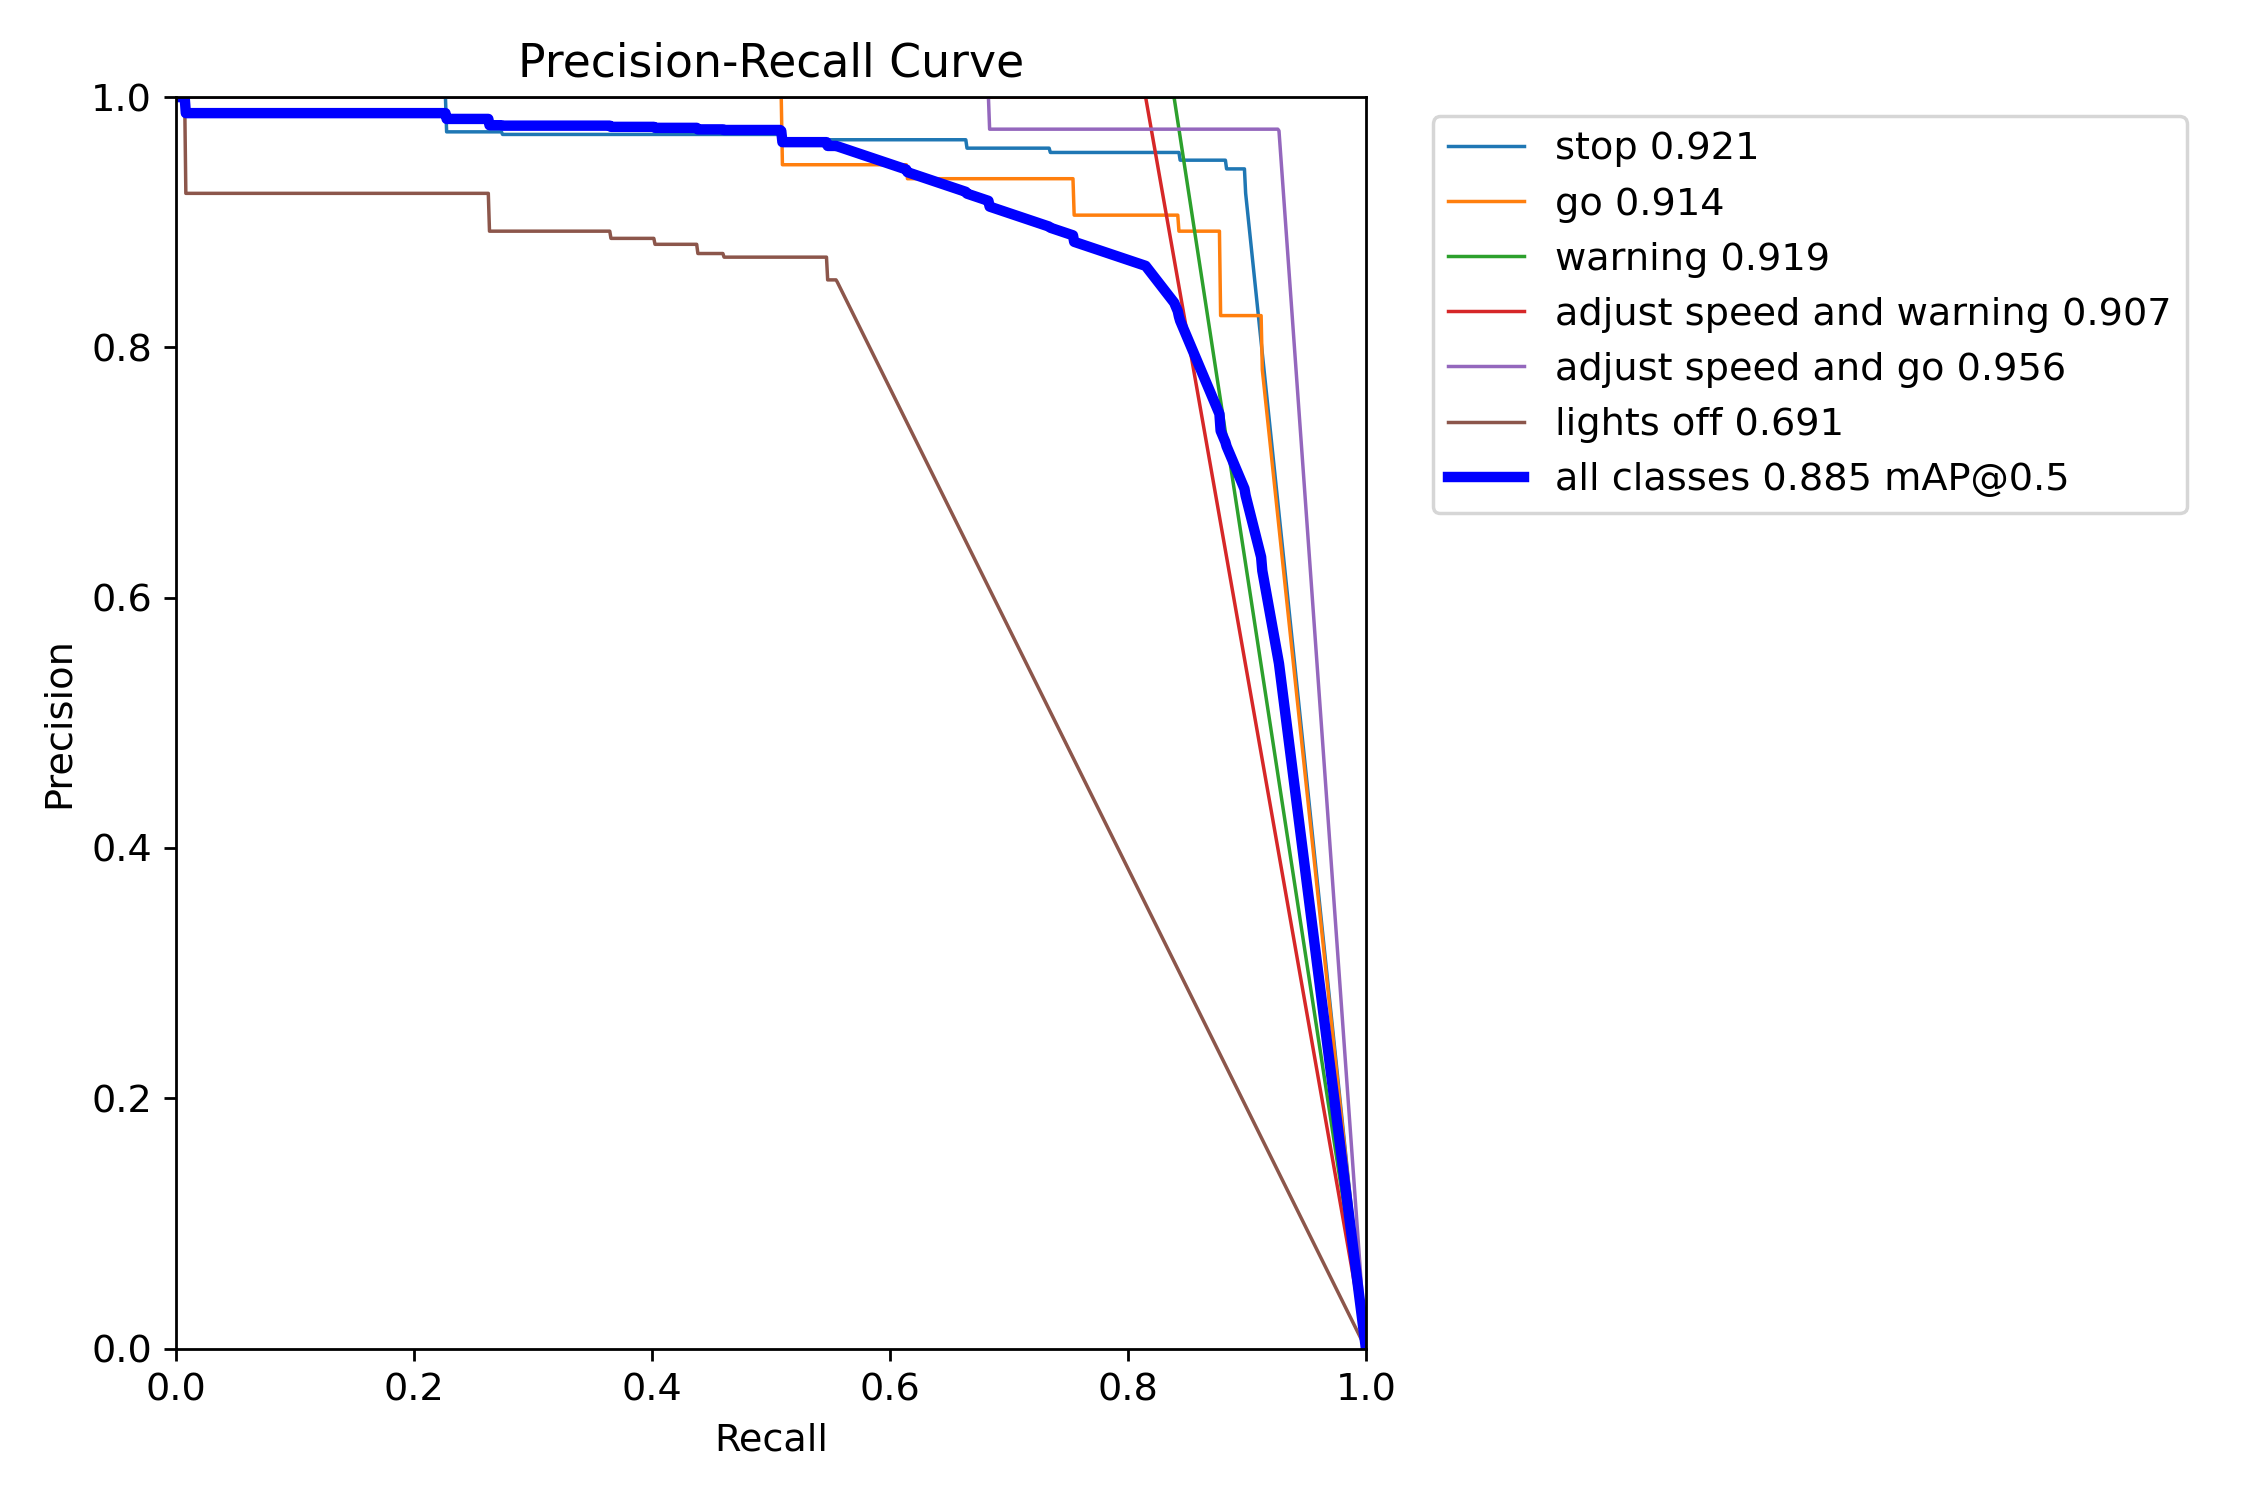 Precision-Recall Curve
1.0
0.8
0.6
0.4
0.2
0.0
Precision
0.0 0.2 0.4 0.6 0.8 1.0
Recall
stop 0.921
go 0.914
warning 0.919
adjust speed and warning 0.907
adjust speed and go 0.956
lights off 0.691
all classes 0.885 mAP@0.5